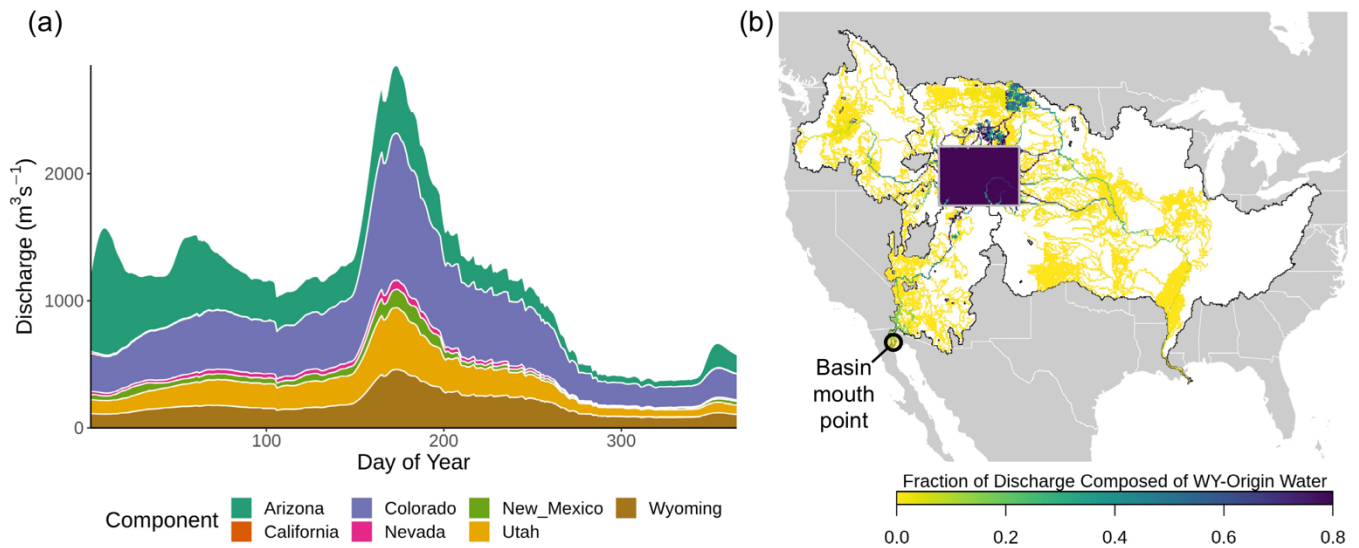 (a)
2000
1000
0
Discharge (m³s⁻¹)
100
200
300
Day of Year
Component
Arizona
Colorado
New_Mexico
Wyoming
California
Nevada
Utah
(b)
Basin
mouth
point
Fraction of Discharge Composed of WY-Origin Water
0.0
0.2
0.4
0.6
0.8